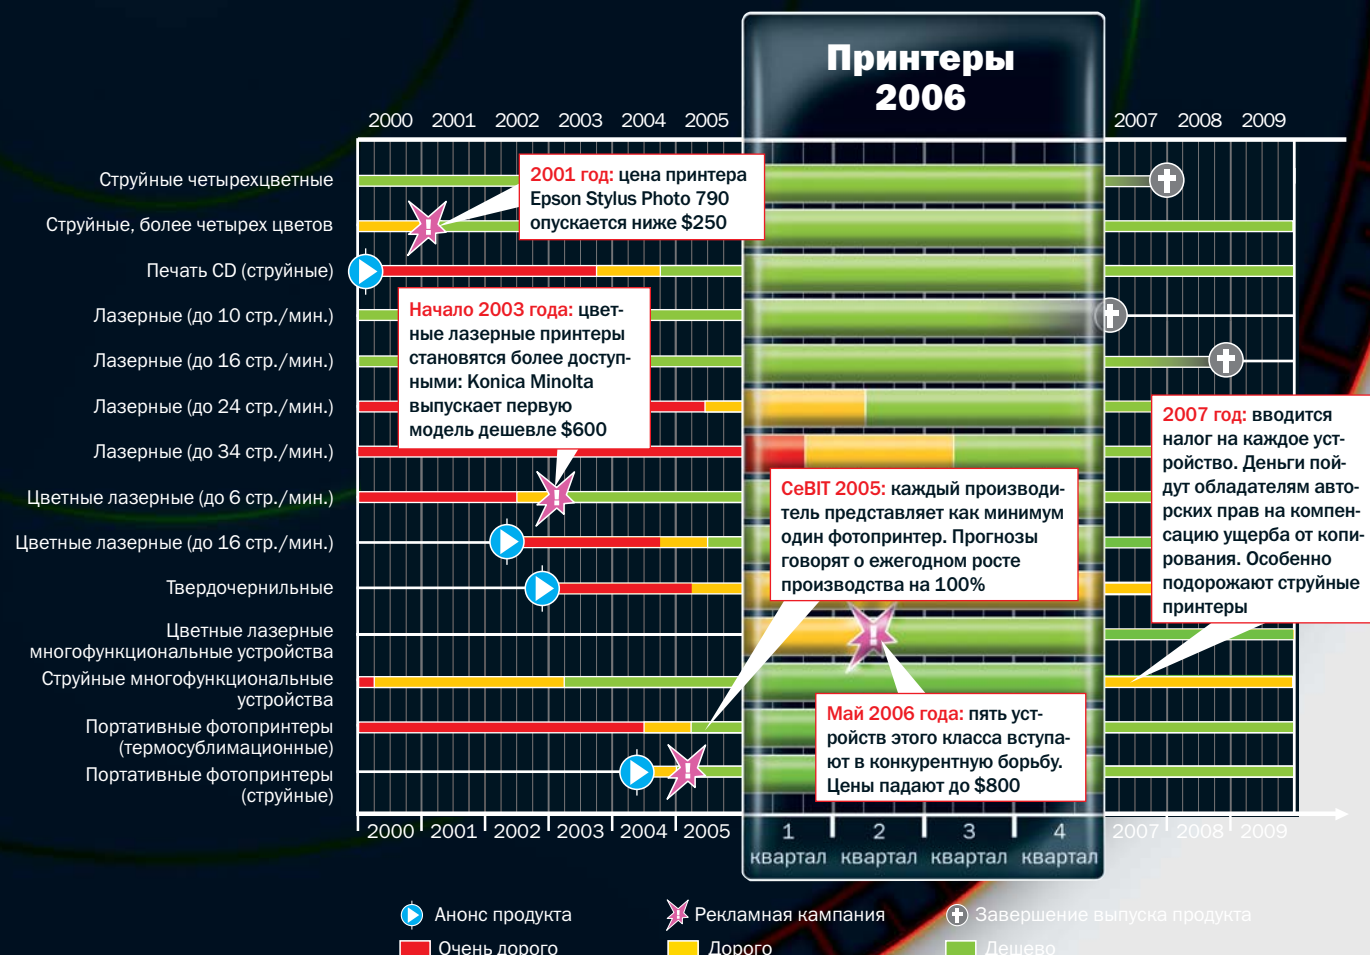 Принтеры
2006
2000 2001 2002 2003 2004 2005 2007 2008 2009
Струйные четырехцветные
Струйные, более четырех цветов
Печать CD (струйные)
Лазерные (до 10 стр./мин.)
Лазерные (до 16 стр./мин.)
Лазерные (до 24 стр./мин.)
Лазерные (до 34 стр./мин.)
Цветные лазерные (до 6 стр./мин.)
Цветные лазерные (до 16 стр./мин.)
Твердочернильные
Цветные лазерные
многофункциональные устройства
Струйные многофункциональные
устройства
Портативные фотопринтеры
(термосублимационные)
Портативные фотопринтеры
(струйные)
2001 год: цена принтера
Epson Stylus Photo 790
опускается ниже $250
Начало 2003 года: цвет-
ные лазерные принтеры
становятся более доступ-
ными: Konica Minolta
выпускает первую
модель дешевле $600
CeBIT 2005: каждый производи-
тель представляет как минимум
один фотопринтер. Прогнозы
говорят о ежегодном росте
производства на 100%
2007 год: вводится
налог на каждое уст-
ройство. Деньги пой-
дут обладателям авто-
рских прав на компен-
сацию ущерба от копи-
рования. Особенно
подорожают струйные
принтеры
Май 2006 года: пять уст-
ройств этого класса вступа-
ют в конкурентную борьбу.
Цены падают до $800
2000 2001 2002 2003 2004 2005 1 2 3 4 2007 2008 2009
квартал квартал квартал квартал
Анонс продукта Рекламная кампания Завершение выпуска продукта
Очень дорого Дорого Дешево